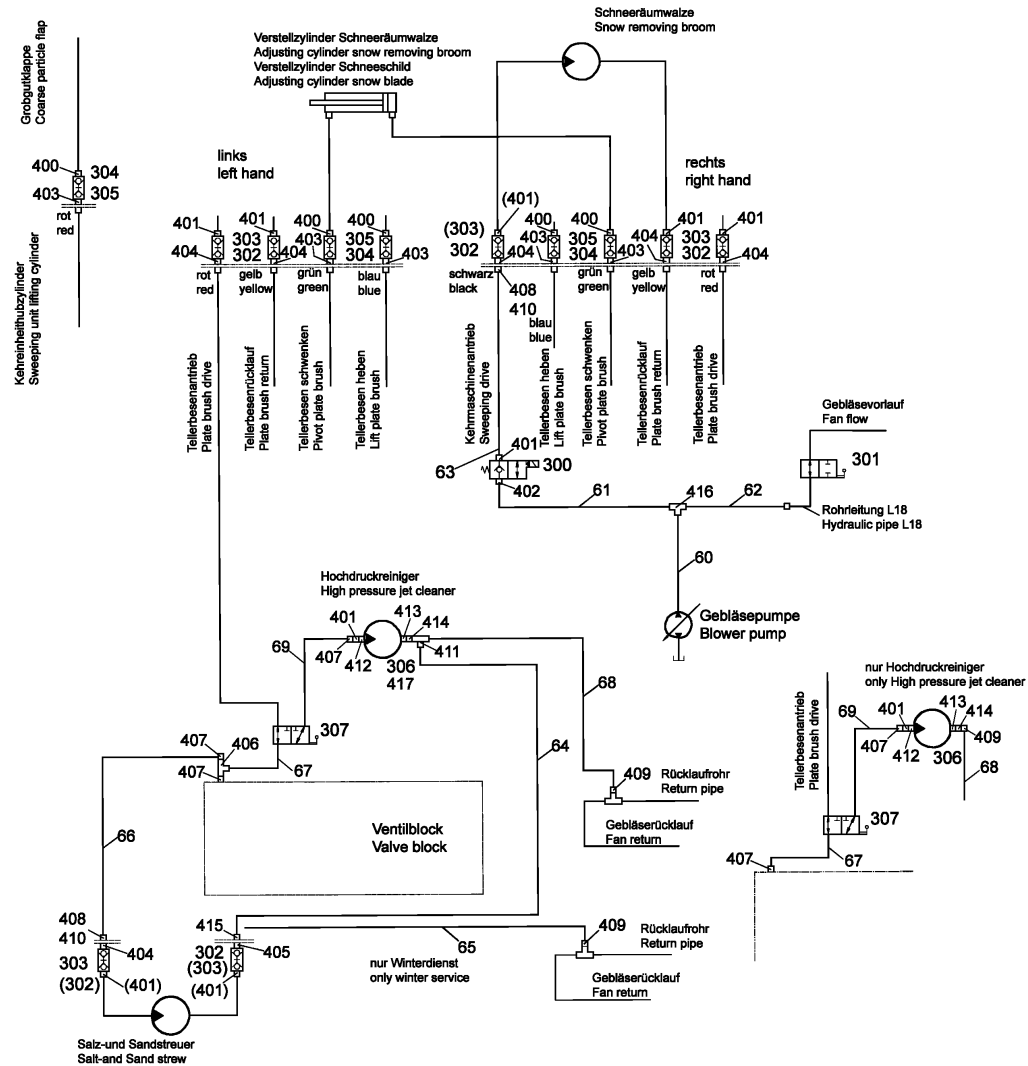 Schneeräumwalze
Snow removing broom
Verstellzylinder Schneeräumwalze
Adjusting cylinder snow removing broom
Verstellzylinder Schneeschild
Adjusting cylinder snow blade
Grobgutklappe
Coarse particle flap
links
left hand
rechts
right hand
400
304
403
305
rot
red
Kehreinheithubzylinder
Sweeping unit lifting cylinder
401
404
rot
red
401
303
302
404
gelb
yellow
400
403
grün
green
400
305
304
403
blau
blue
(401)
(303)
302
404
schwarz
black
408
410
400
403
404
blau
blue
400
305
304
403
grün
green
401
404
gelb
yellow
401
303
302
404
rot
red
Tellerbesenantrieb
Plate brush drive
Tellerbesenrücklauf
Plate brush return
Tellerbesen schwenken
Pivot plate brush
Tellerbesen heben
Lift plate brush
Kehrmaschinenantrieb
Sweeping drive
Tellerbesen heben
Lift plate brush
Tellerbesen schwenken
Pivot plate brush
Tellerbesenrücklauf
Plate brush return
Tellerbesenantrieb
Plate brush drive
Gebläsevorlauf
Fan flow
63
401
300
402
301
61
416
62
Rohrleitung L18
Hydraulic pipe L18
60
Gebläsepumpe
Blower pump
Hochdruckreiniger
High pressure jet cleaner
401
413
414
69
407
412
306
417
411
68
307
407
406
407
67
64
409
Rücklaufrohr
Return pipe
Gebläserücklauf
Fan return
Ventilblock
Valve block
66
nur Hochdruckreiniger
only High pressure jet cleaner
Tellerbesenantrieb
Plate brush drive
69
401
413
414
407
412
409
306
68
307
407
67
408
410
404
303
(302)
(401)
415
302
405
(303)
(401)
65
nur Winterdienst
only winter service
409
Rücklaufrohr
Return pipe
Gebläserücklauf
Fan return
Salz-und Sandstreuer
Salt-and Sand strew